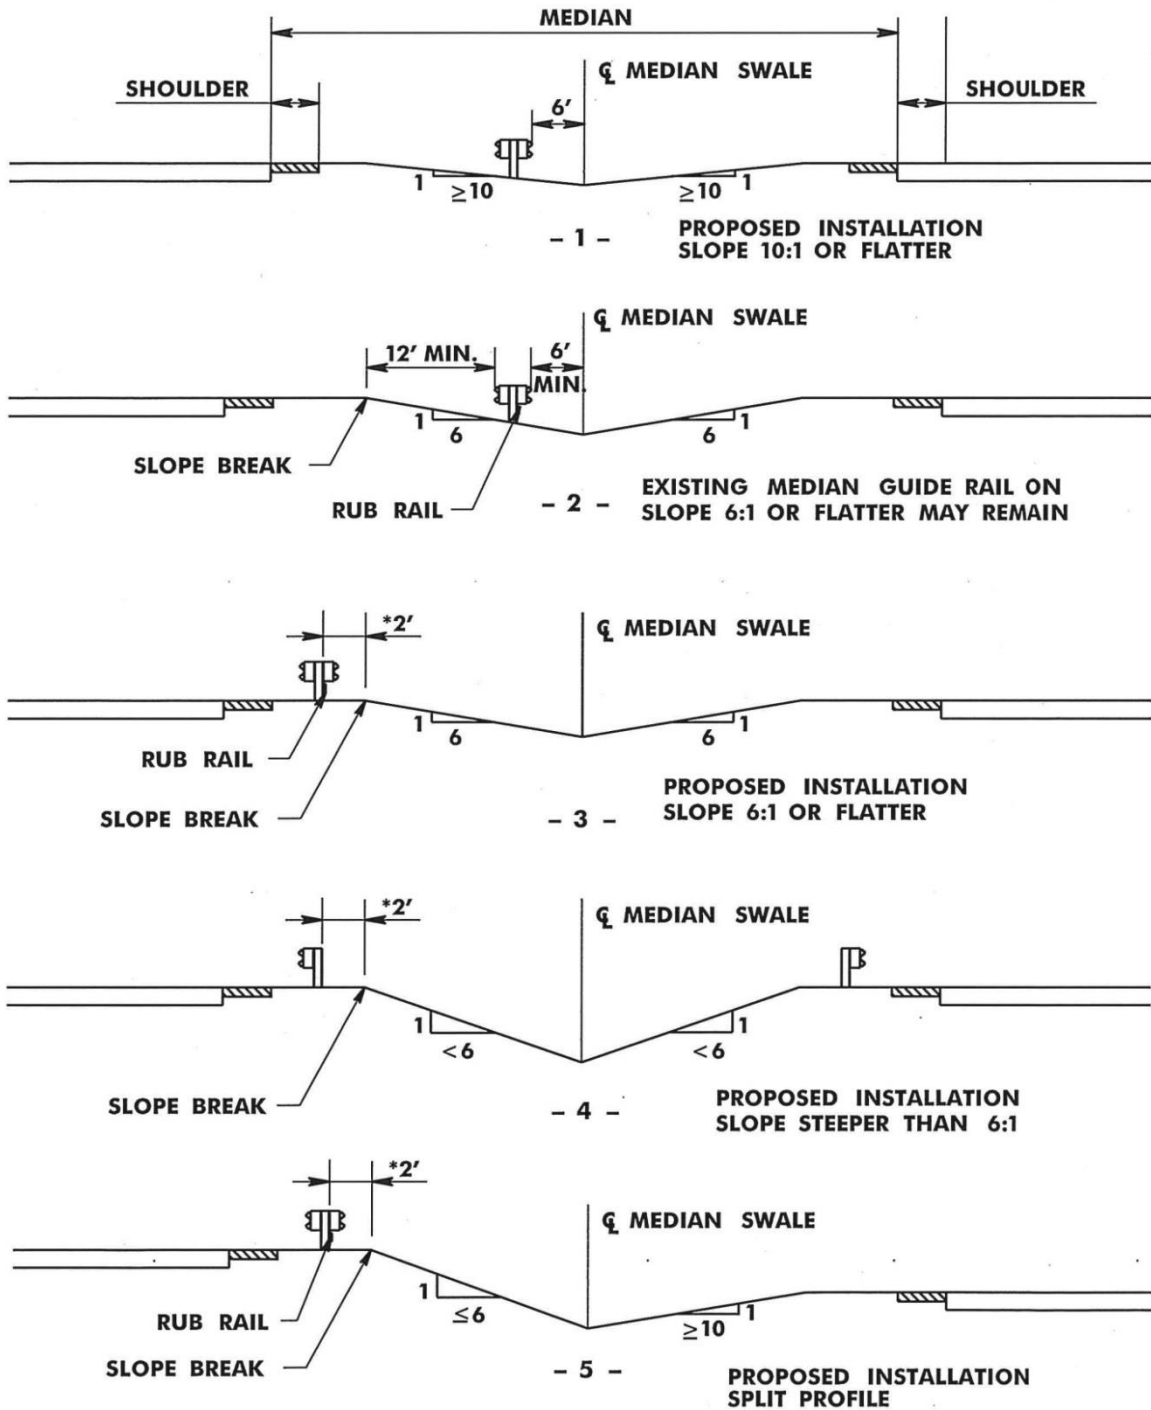 MEDIAN
℄ MEDIAN SWALE
SHOULDER
6'
SHOULDER
1
≥10
≥10
1
- 1 -
PROPOSED INSTALLATION
SLOPE 10:1 OR FLATTER
℄ MEDIAN SWALE
12' MIN.
6'
MIN.
1
6
6
1
SLOPE BREAK
RUB RAIL
- 2 -
EXISTING MEDIAN GUIDE RAIL ON
SLOPE 6:1 OR FLATTER MAY REMAIN
*2'
℄ MEDIAN SWALE
1
6
6
1
RUB RAIL
SLOPE BREAK
- 3 -
PROPOSED INSTALLATION
SLOPE 6:1 OR FLATTER
*2'
℄ MEDIAN SWALE
1
<6
<6
1
SLOPE BREAK
- 4 -
PROPOSED INSTALLATION
SLOPE STEEPER THAN 6:1
*2'
℄ MEDIAN SWALE
1
≤6
≥10
1
RUB RAIL
SLOPE BREAK
- 5 -
PROPOSED INSTALLATION
SPLIT PROFILE